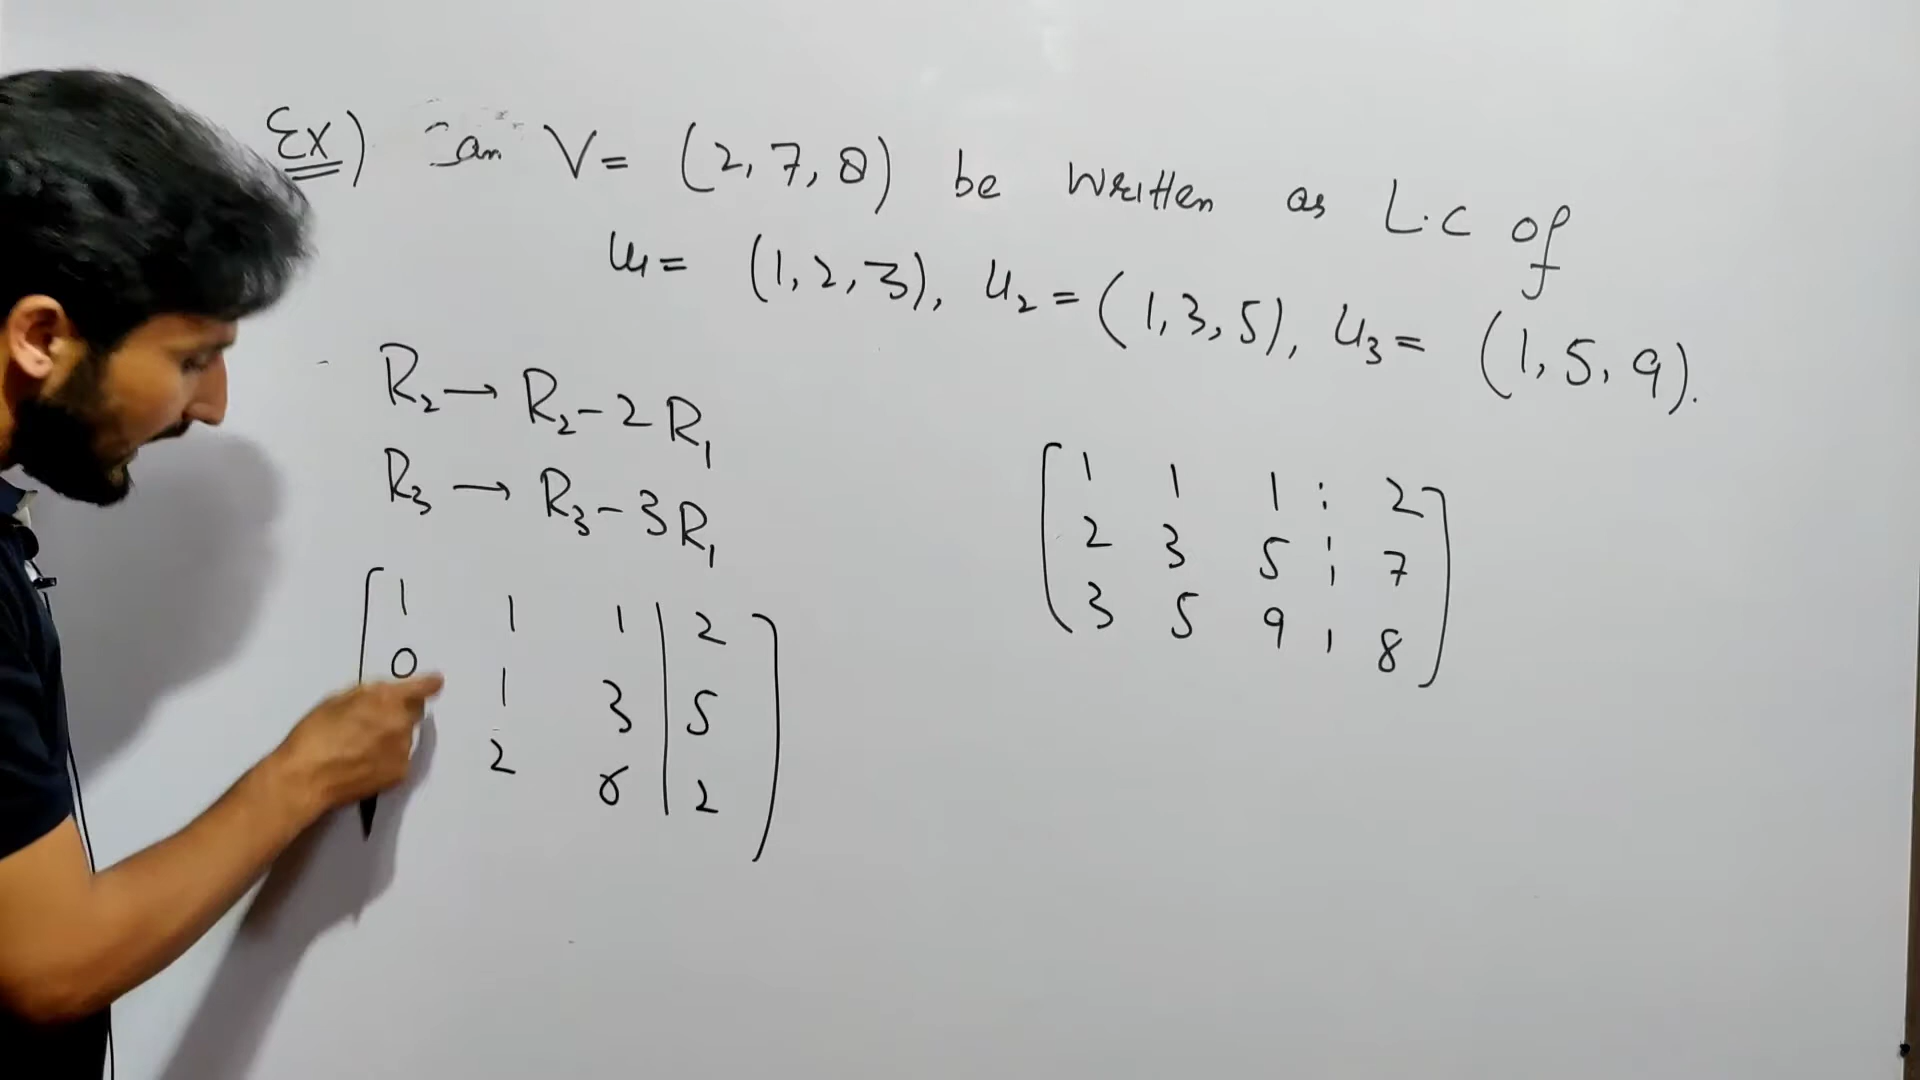 Ex) Can V= (2, 7, 8) be written as L.C of
u₁= (1, 2, 3), u₂= (1, 3, 5), u₃= (1, 5, 9).
R₂ → R₂-2R₁
R₃ → R₃-3R₁
1 1 1 : 2
2 3 5 ¦ 7
3 5 9 ¦ 8
1 1 1 | 2
0 1 3 | 5
2 6 | 2